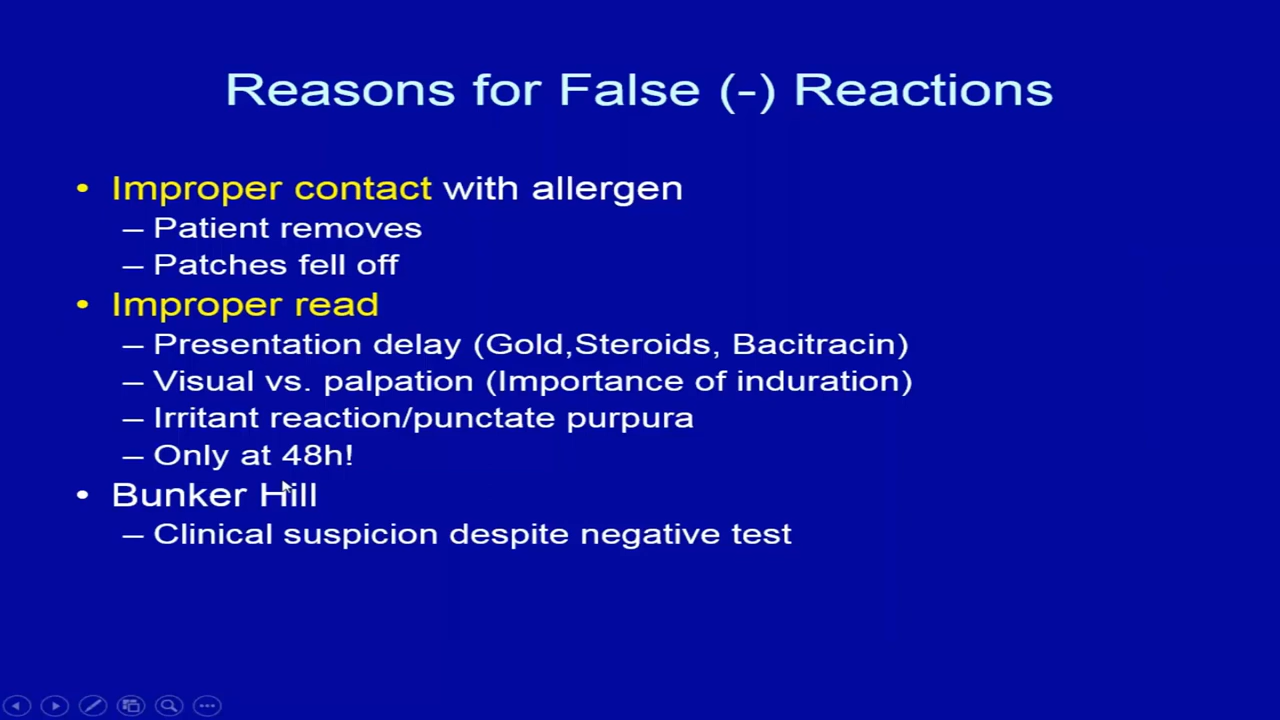 Reasons for False (-) Reactions
• Improper contact with allergen
– Patient removes
– Patches fell off
• Improper read
– Presentation delay (Gold,Steroids, Bacitracin)
– Visual vs. palpation (Importance of induration)
– Irritant reaction/punctate purpura
– Only at 48h!
• Bunker Hill
– Clinical suspicion despite negative test